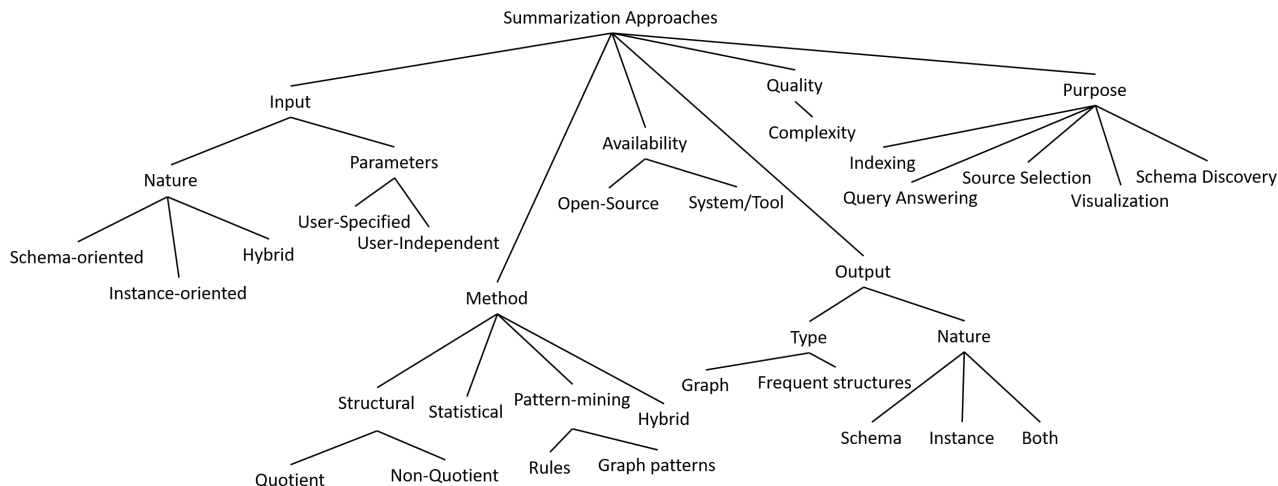 Summarization Approaches
Input
Quality
Purpose
Complexity
Availability
Parameters
Indexing
Nature
Source Selection
Schema Discovery
Query Answering
Visualization
Open-Source
System/Tool
User-Specified
User-Independent
Schema-oriented
Hybrid
Instance-oriented
Output
Method
Type
Nature
Graph
Frequent structures
Structural
Statistical
Pattern-mining
Hybrid
Schema
Instance
Both
Quotient
Non-Quotient
Rules
Graph patterns